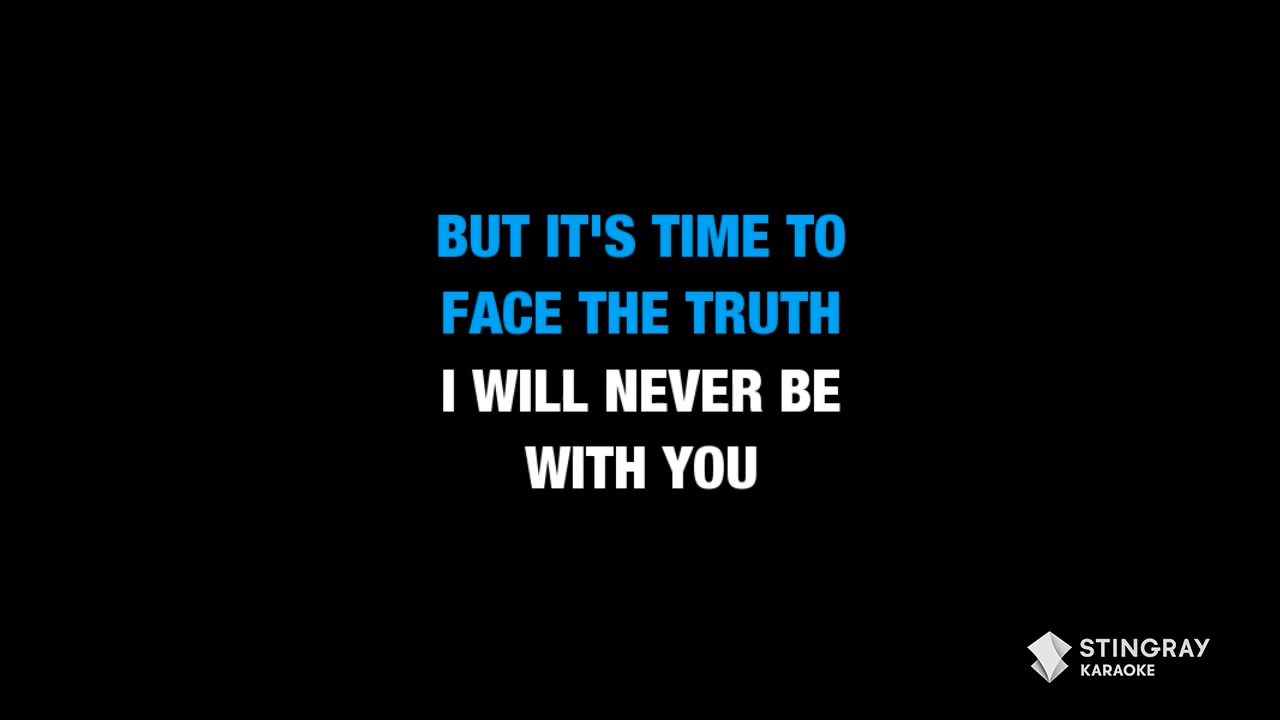 BUT IT'S TIME TO
FACE THE TRUTH
I WILL NEVER BE
WITH YOU
STINGRAY
KARAOKE